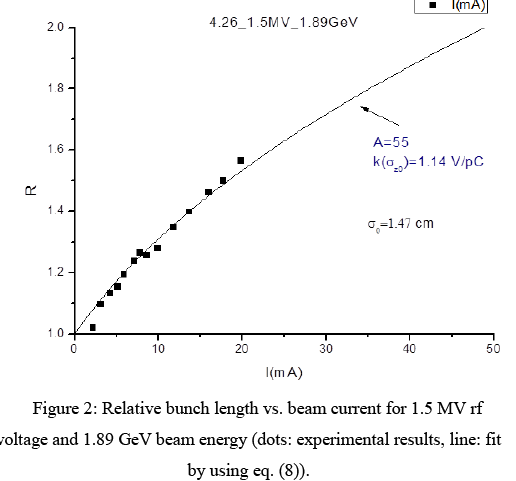 I(mA)
4.26_1.5MV_1.89GeV
2.0
1.8
1.6
1.4
1.2
1.0
R
A=55
k(σz0)=1.14 V/pC
σ0=1.47 cm
0
10
20
30
40
50
I(mA)
Figure 2: Relative bunch length vs. beam current for 1.5 MV rf
voltage and 1.89 GeV beam energy (dots: experimental results, line: fit
by using eq. (8)).